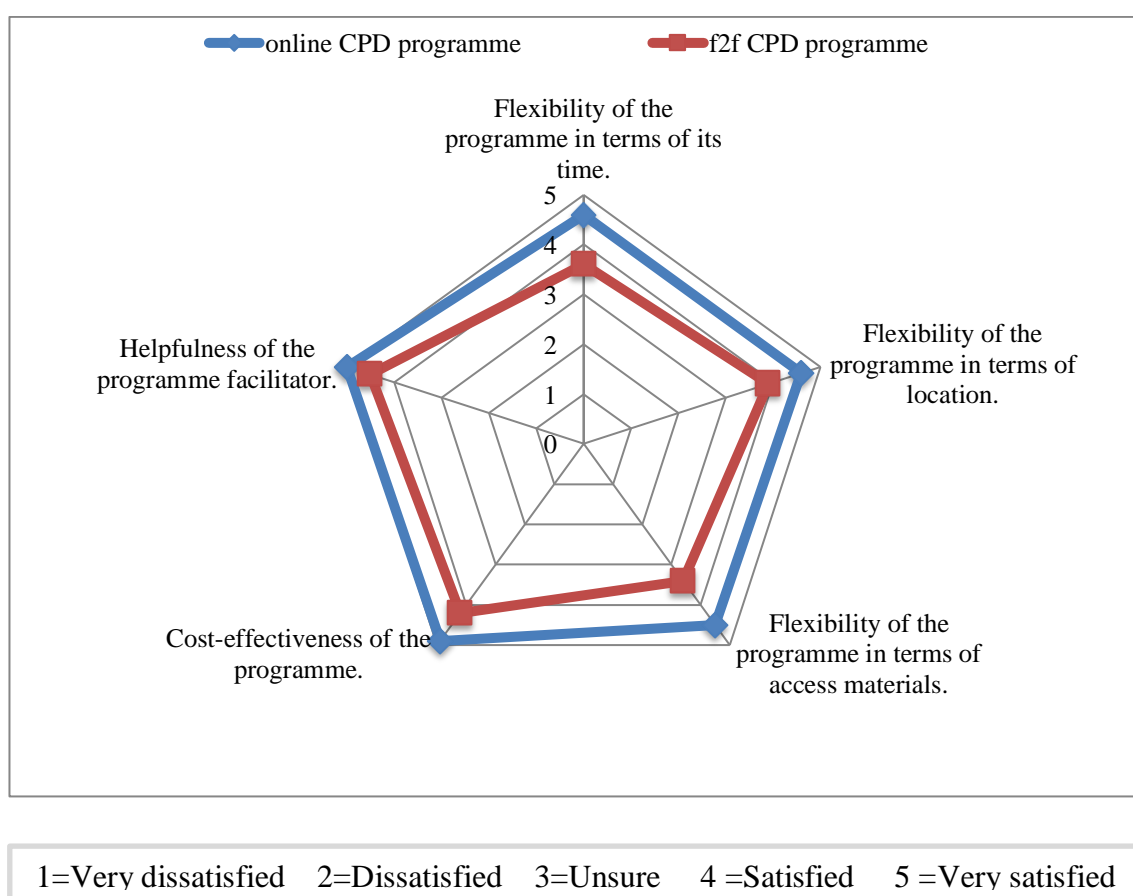 online CPD programme
f2f CPD programme
Flexibility of the
programme in terms of its
time.
5
4
3
2
1
0
Flexibility of the
programme in terms of
location.
Helpfulness of the
programme facilitator.
Cost-effectiveness of the
programme.
Flexibility of the
programme in terms of
access materials.
1=Very dissatisfied 2=Dissatisfied 3=Unsure 4 =Satisfied 5 =Very satisfied